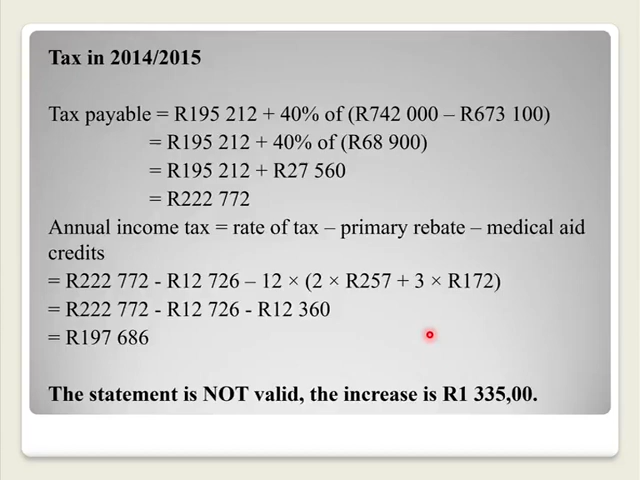 Tax in 2014/2015
Tax payable = R195 212 + 40% of (R742 000 – R673 100)
= R195 212 + 40% of (R68 900)
= R195 212 + R27 560
= R222 772
Annual income tax = rate of tax – primary rebate – medical aid
credits
= R222 772 - R12 726 – 12 × (2 × R257 + 3 × R172)
= R222 772 - R12 726 - R12 360
= R197 686
The statement is NOT valid, the increase is R1 335,00.